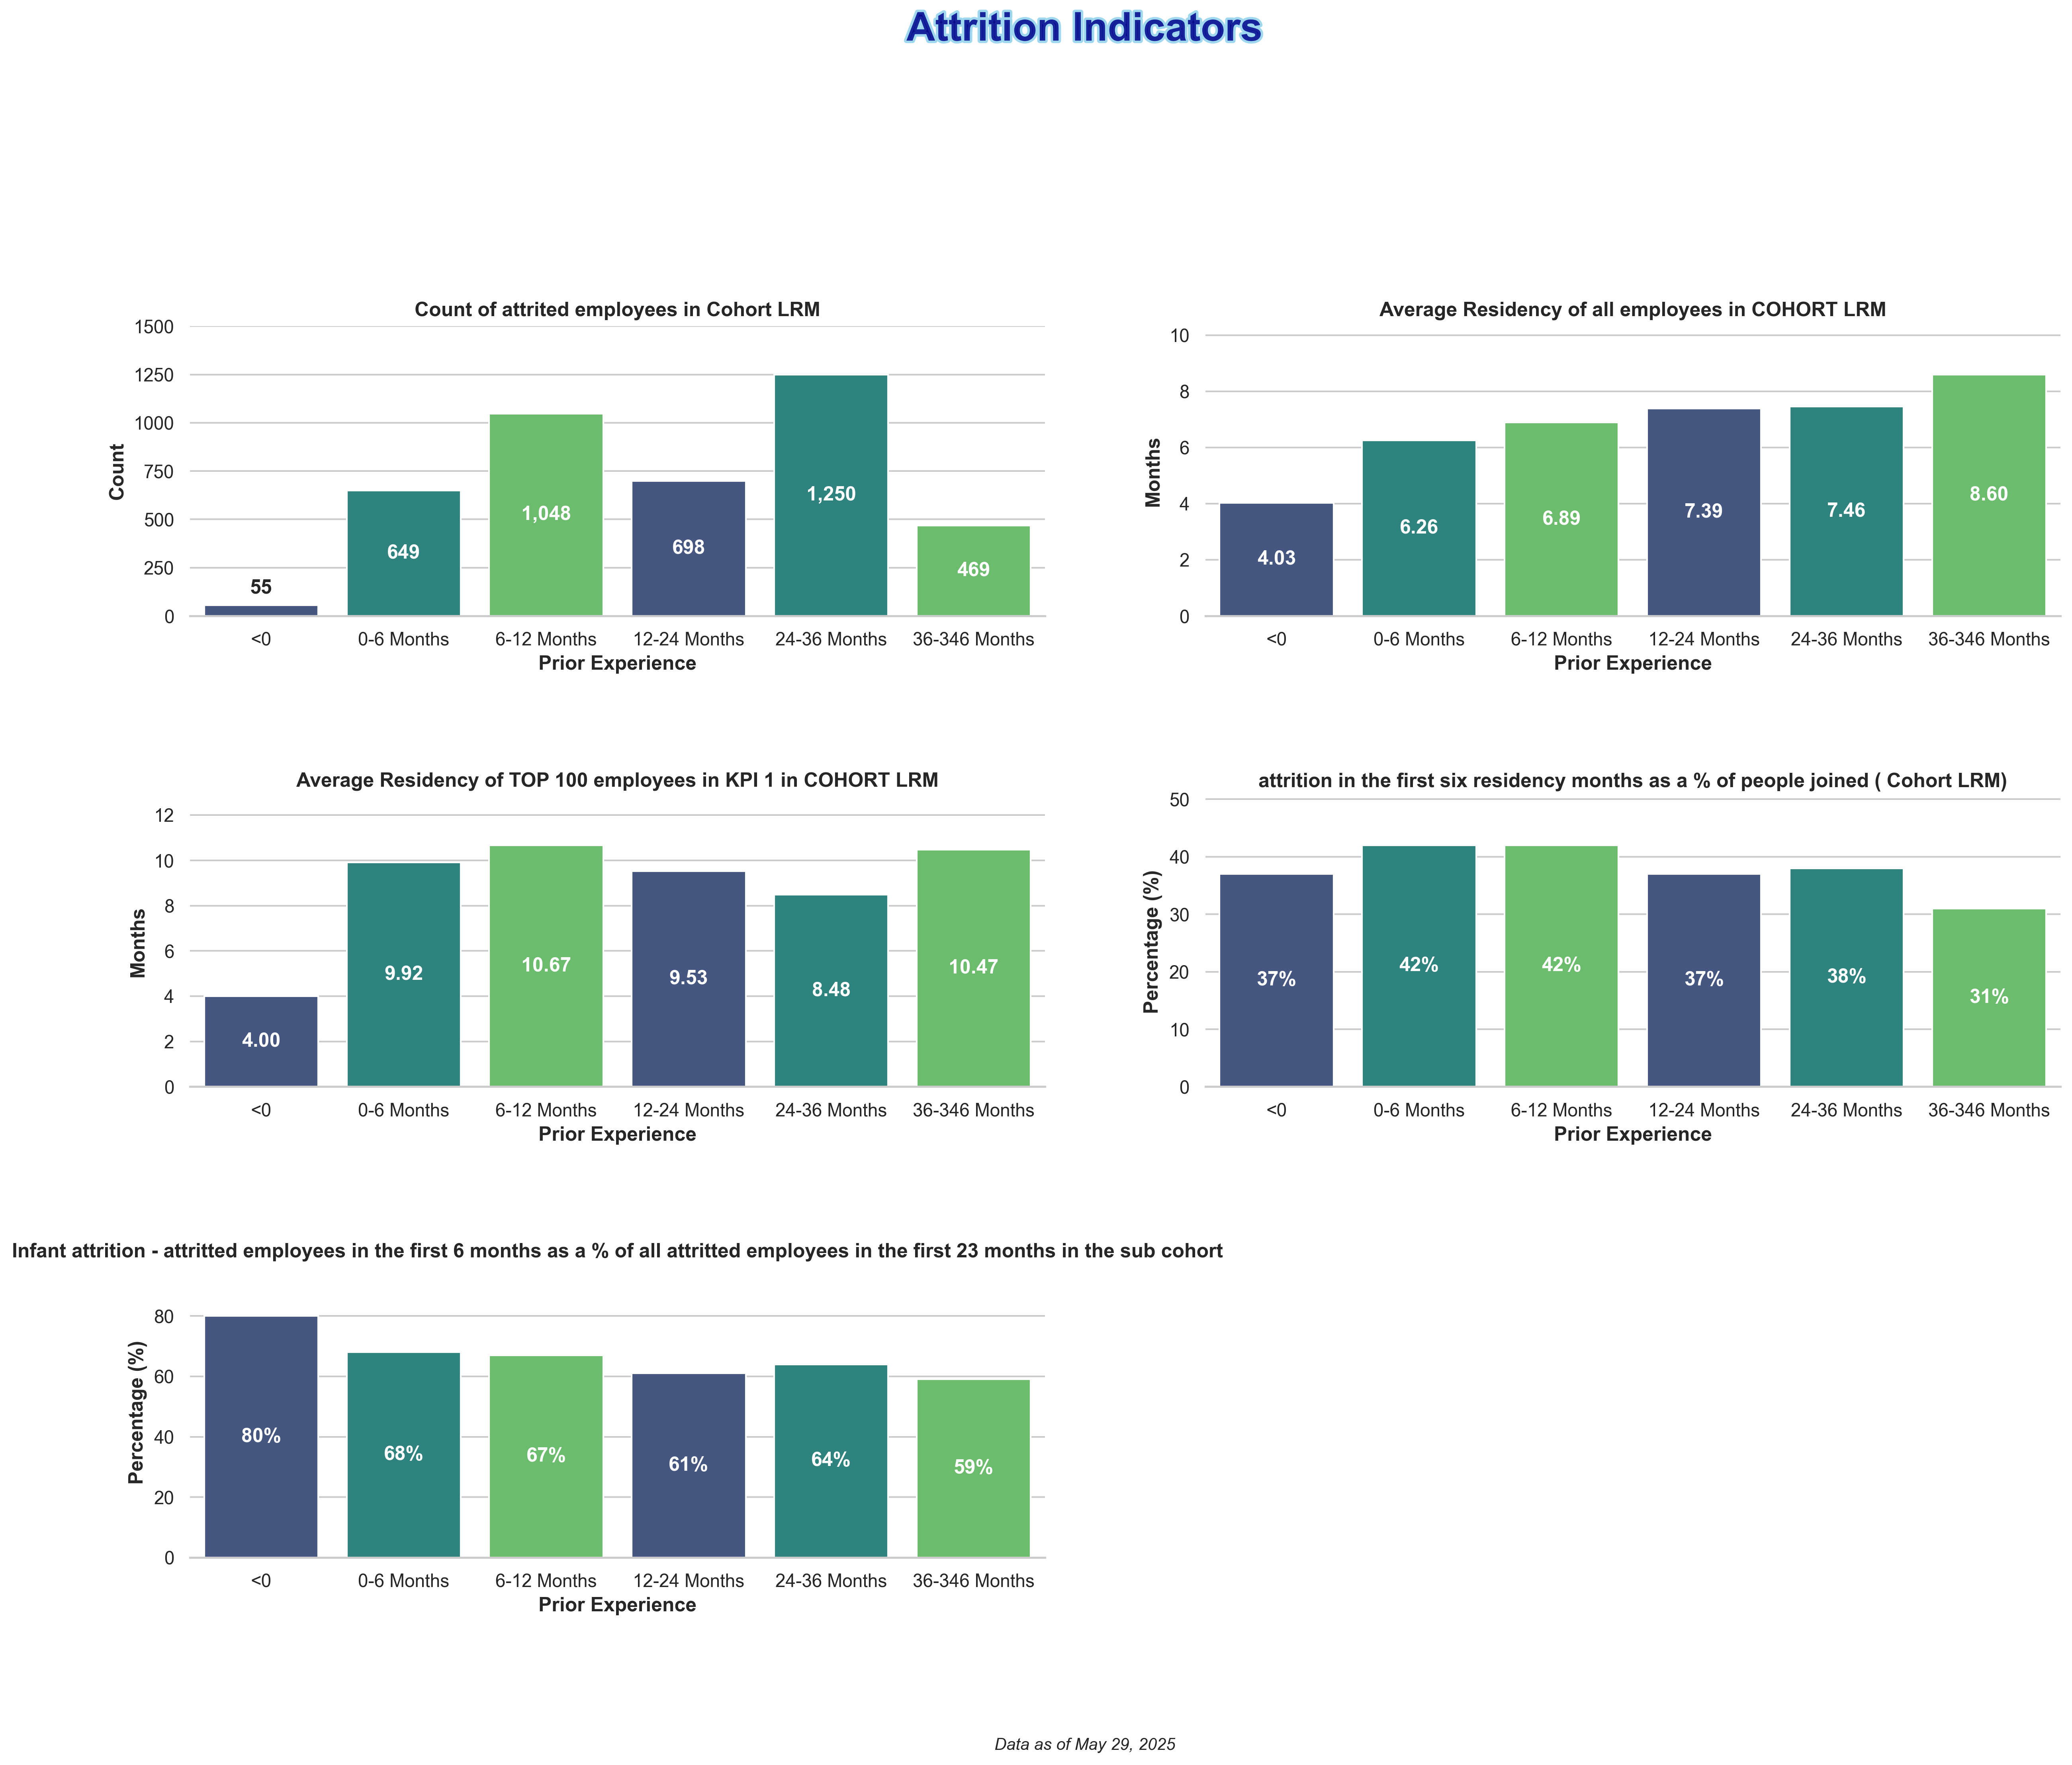 Attrition Indicators
Count of attrited employees in Cohort LRM
1500
1250
1000
750
500
250
0
Count
55
649
1,048
698
1,250
469
<0
0-6 Months
6-12 Months
12-24 Months
24-36 Months
36-346 Months
Prior Experience
Average Residency of all employees in COHORT LRM
10
8
6
4
2
0
Months
4.03
6.26
6.89
7.39
7.46
8.60
<0
0-6 Months
6-12 Months
12-24 Months
24-36 Months
36-346 Months
Prior Experience
Average Residency of TOP 100 employees in KPI 1 in COHORT LRM
12
10
8
6
4
2
0
Months
4.00
9.92
10.67
9.53
8.48
10.47
<0
0-6 Months
6-12 Months
12-24 Months
24-36 Months
36-346 Months
Prior Experience
attrition in the first six residency months as a % of people joined ( Cohort LRM)
50
40
30
20
10
0
Percentage (%)
37%
42%
42%
37%
38%
31%
<0
0-6 Months
6-12 Months
12-24 Months
24-36 Months
36-346 Months
Prior Experience
Infant attrition - attritted employees in the first 6 months as a % of all attritted employees in the first 23 months in the sub cohort
80
60
40
20
0
Percentage (%)
80%
68%
67%
61%
64%
59%
<0
0-6 Months
6-12 Months
12-24 Months
24-36 Months
36-346 Months
Prior Experience
Data as of May 29, 2025